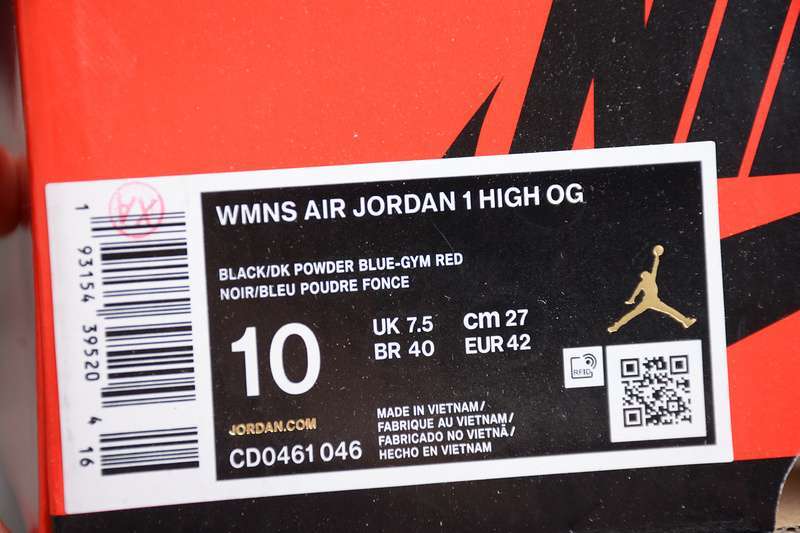 WMNS AIR JORDAN 1 HIGH OG
BLACK/DK POWDER BLUE-GYM RED
NOIR/BLEU POUDRE FONCE
10
UK 7.5 cm 27
BR 40 EUR 42
RFID
JORDAN.COM
CD0461 046
MADE IN VIETNAM/
FABRIQUE AU VIETNAM/
FABRICADO NO VIETNÃ/
HECHO EN VIETNAM
1 93154 39520 4 16
XA